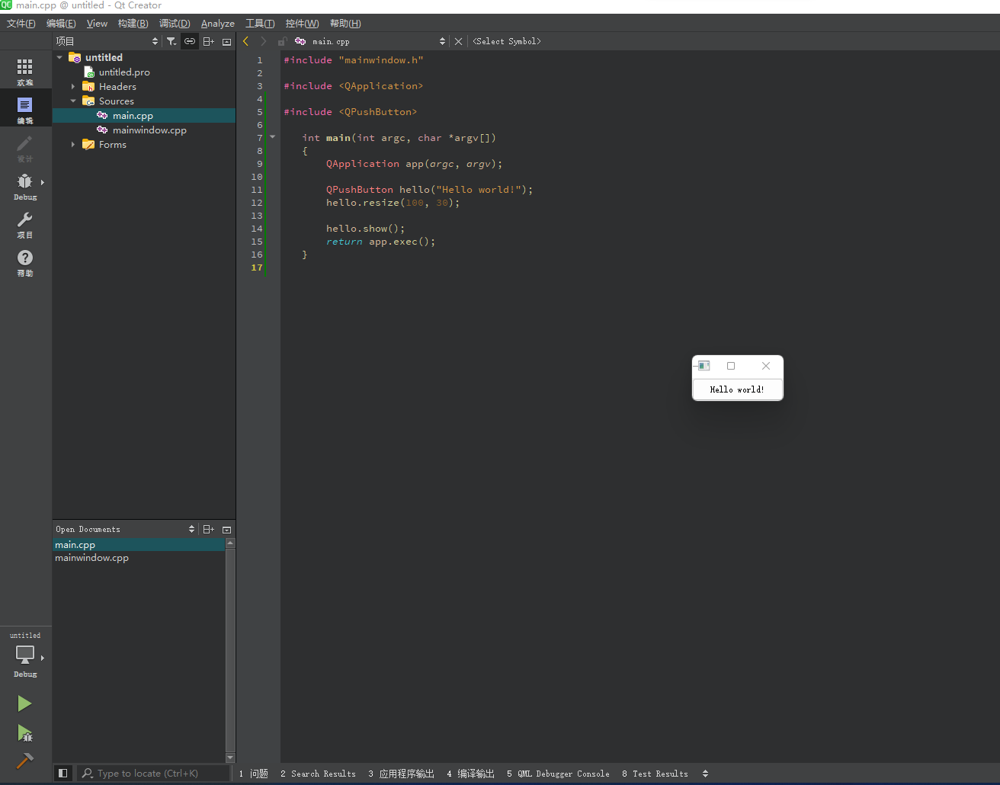 QC main.cpp @ untitled - Qt Creator
文件(F) 编辑(E) View 构建(B) 调试(D) Analyze 工具(T) 控件(W) 帮助(H)
项目
main.cpp
<Select Symbol>
欢迎
编辑
设计
Debug
项目
帮助
untitled
untitled.pro
Headers
Sources
main.cpp
mainwindow.cpp
Forms
1 #include "mainwindow.h"
2
3 #include <QApplication>
4
5 #include <QPushButton>
6
7 int main(int argc, char *argv[])
8 {
9 QApplication app(argc, argv);
10
11 QPushButton hello("Hello world!");
12 hello.resize(100, 30);
13
14 hello.show();
15 return app.exec();
16 }
17
Hello world!
Open Documents
main.cpp
mainwindow.cpp
untitled
Debug
Type to locate (Ctrl+K)
1 问题 2 Search Results 3 应用程序输出 4 编译输出 5 QML Debugger Console 8 Test Results